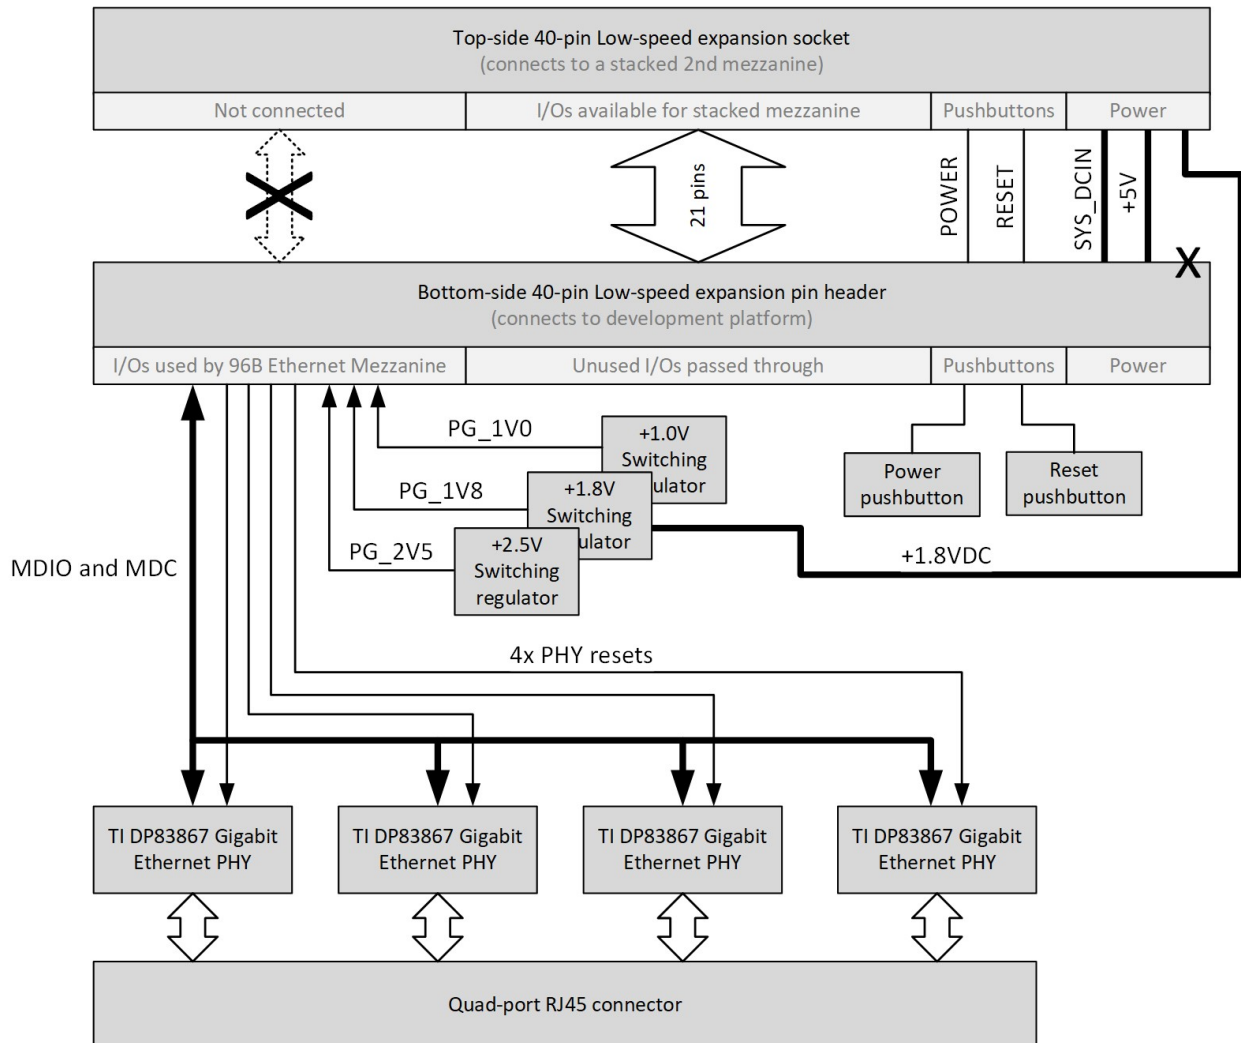 Top-side 40-pin Low-speed expansion socket
(connects to a stacked 2nd mezzanine)
Not connected
I/Os available for stacked mezzanine
Pushbuttons
Power
21 pins
POWER
RESET
SYS_DCIN
+5V
X
Bottom-side 40-pin Low-speed expansion pin header
(connects to development platform)
I/Os used by 96B Ethernet Mezzanine
Unused I/Os passed through
Pushbuttons
Power
PG_1V0
+1.0V
Switching
ulator
PG_1V8
+1.8V
Switching
ulator
PG_2V5
+2.5V
Switching
regulator
Power
pushbutton
Reset
pushbutton
+1.8VDC
MDIO and MDC
4x PHY resets
TI DP83867 Gigabit
Ethernet PHY
TI DP83867 Gigabit
Ethernet PHY
TI DP83867 Gigabit
Ethernet PHY
TI DP83867 Gigabit
Ethernet PHY
Quad-port RJ45 connector